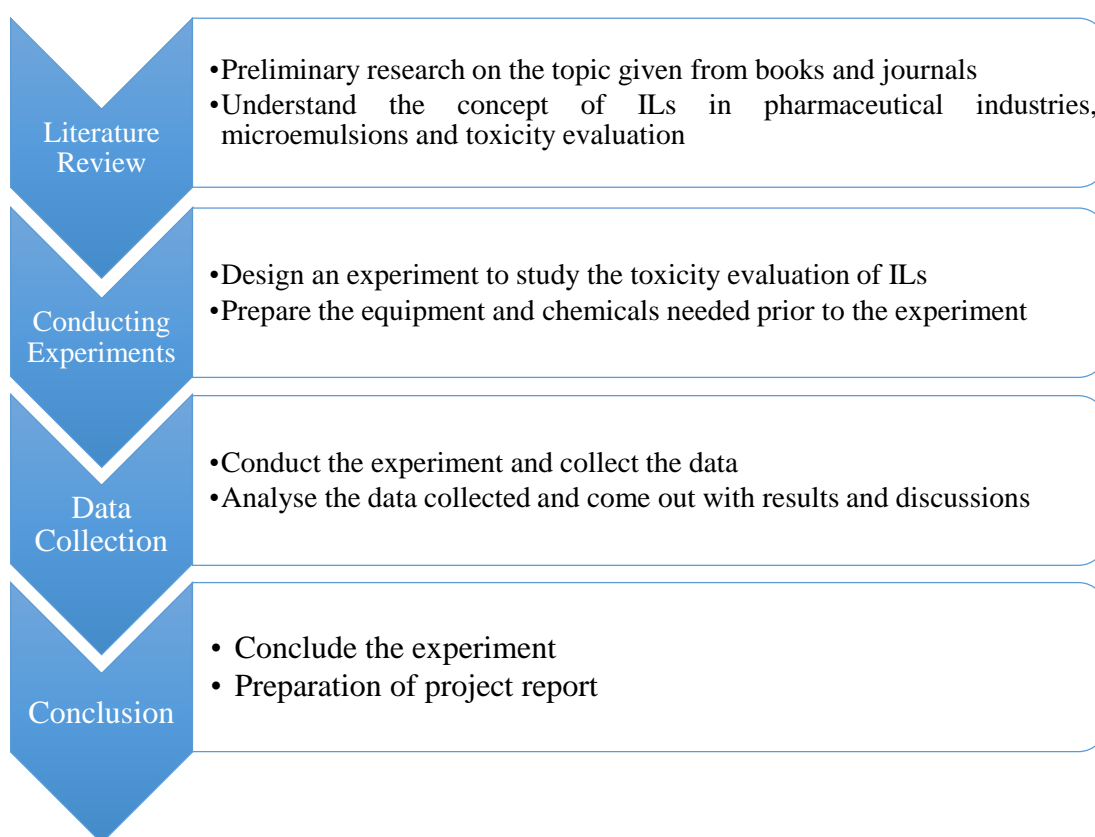 Literature
Review
•Preliminary research on the topic given from books and journals
•Understand the concept of ILs in pharmaceutical industries,
microemulsions and toxicity evaluation
Conducting
Experiments
•Design an experiment to study the toxicity evaluation of ILs
•Prepare the equipment and chemicals needed prior to the experiment
Data
Collection
•Conduct the experiment and collect the data
•Analyse the data collected and come out with results and discussions
Conclusion
• Conclude the experiment
• Preparation of project report